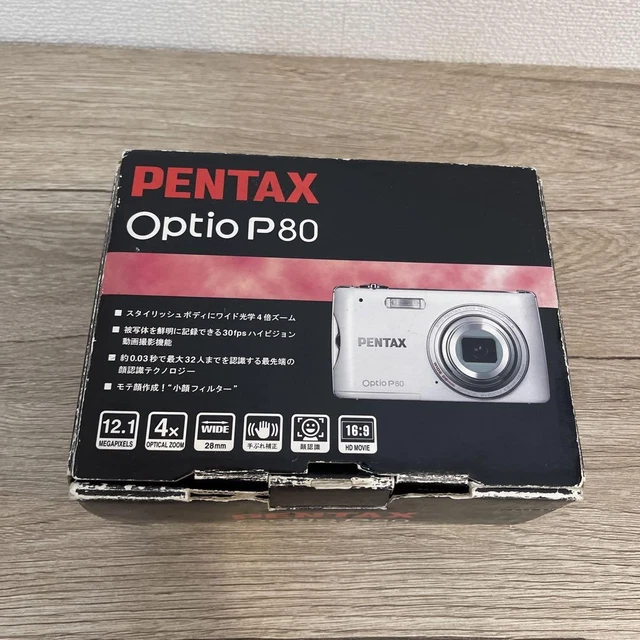 PENTAX
Optio P80
■ スタイリッシュボディにワイド光学4倍ズーム
■ 被写体を鮮明に記録できる30fpsハイビジョン
動画撮影機能
■ 約0.03秒で最大32人までを認識する最先端の
顔認識テクノロジー
■ モテ顔作成！"小顔フィルター"
PENTAX
Optio P80
12.1
MEGAPIXELS
4×
OPTICAL ZOOM
WIDE
28mm
手ぶれ補正
顔認識
16:9
HD MOVIE
PENTAX